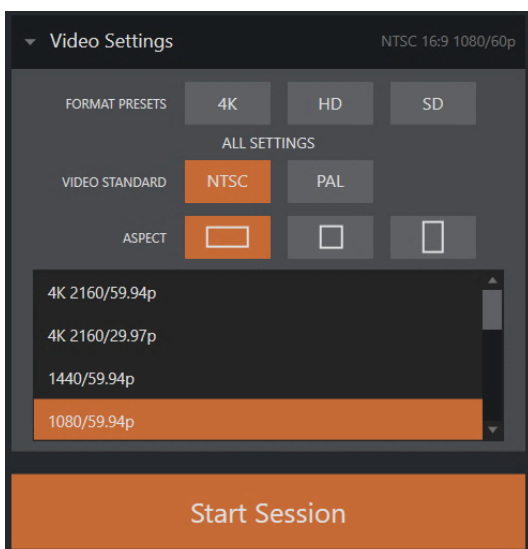 Video Settings NTSC 16:9 1080/60p
FORMAT PRESETS 4K HD SD
ALL SETTINGS
VIDEO STANDARD NTSC PAL
ASPECT
4K 2160/59.94p
4K 2160/29.97p
1440/59.94p
1080/59.94p
Start Session